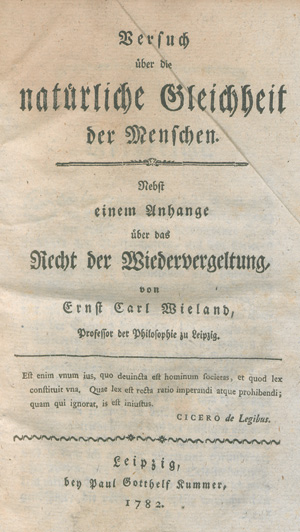 Versuch
über die
natürliche Gleichheit
der Menschen.
Nebst
einem Anhange
über das
Recht der Wiedervergeltung,
von
Ernst Carl Wieland,
Professor der Philosophie zu Leipzig.
Est enim vnum ius, quo deuincta est hominum societas, et quod lex
constituit vna, Quae lex est recta ratio imperandi atque prohibendi;
quam qui ignorat, is est iniustus.
CICERO de Legibus.
Leipzig,
bey Paul Gotthelf Kummer,
1782.